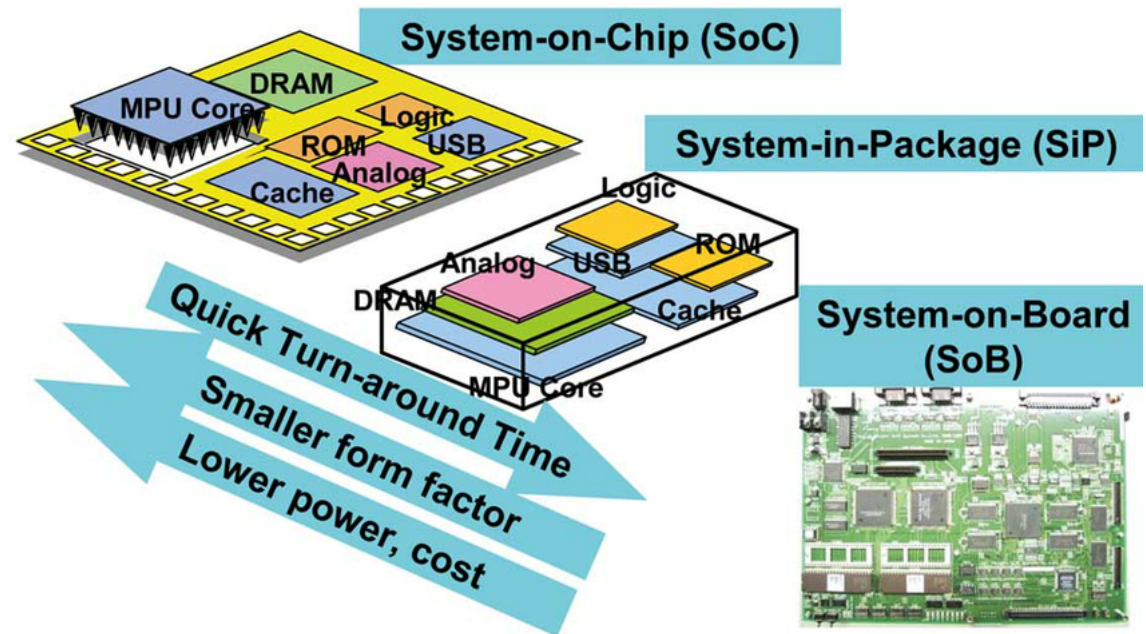 System-on-Chip (SoC)
DRAM
MPU Core
Logic
ROM
USB
Analog
Cache
System-in-Package (SiP)
Logic
ROM
Analog
USB
DRAM
Cache
MPU Core
System-on-Board
(SoB)
Quick Turn-around Time
Smaller form factor
Lower power, cost